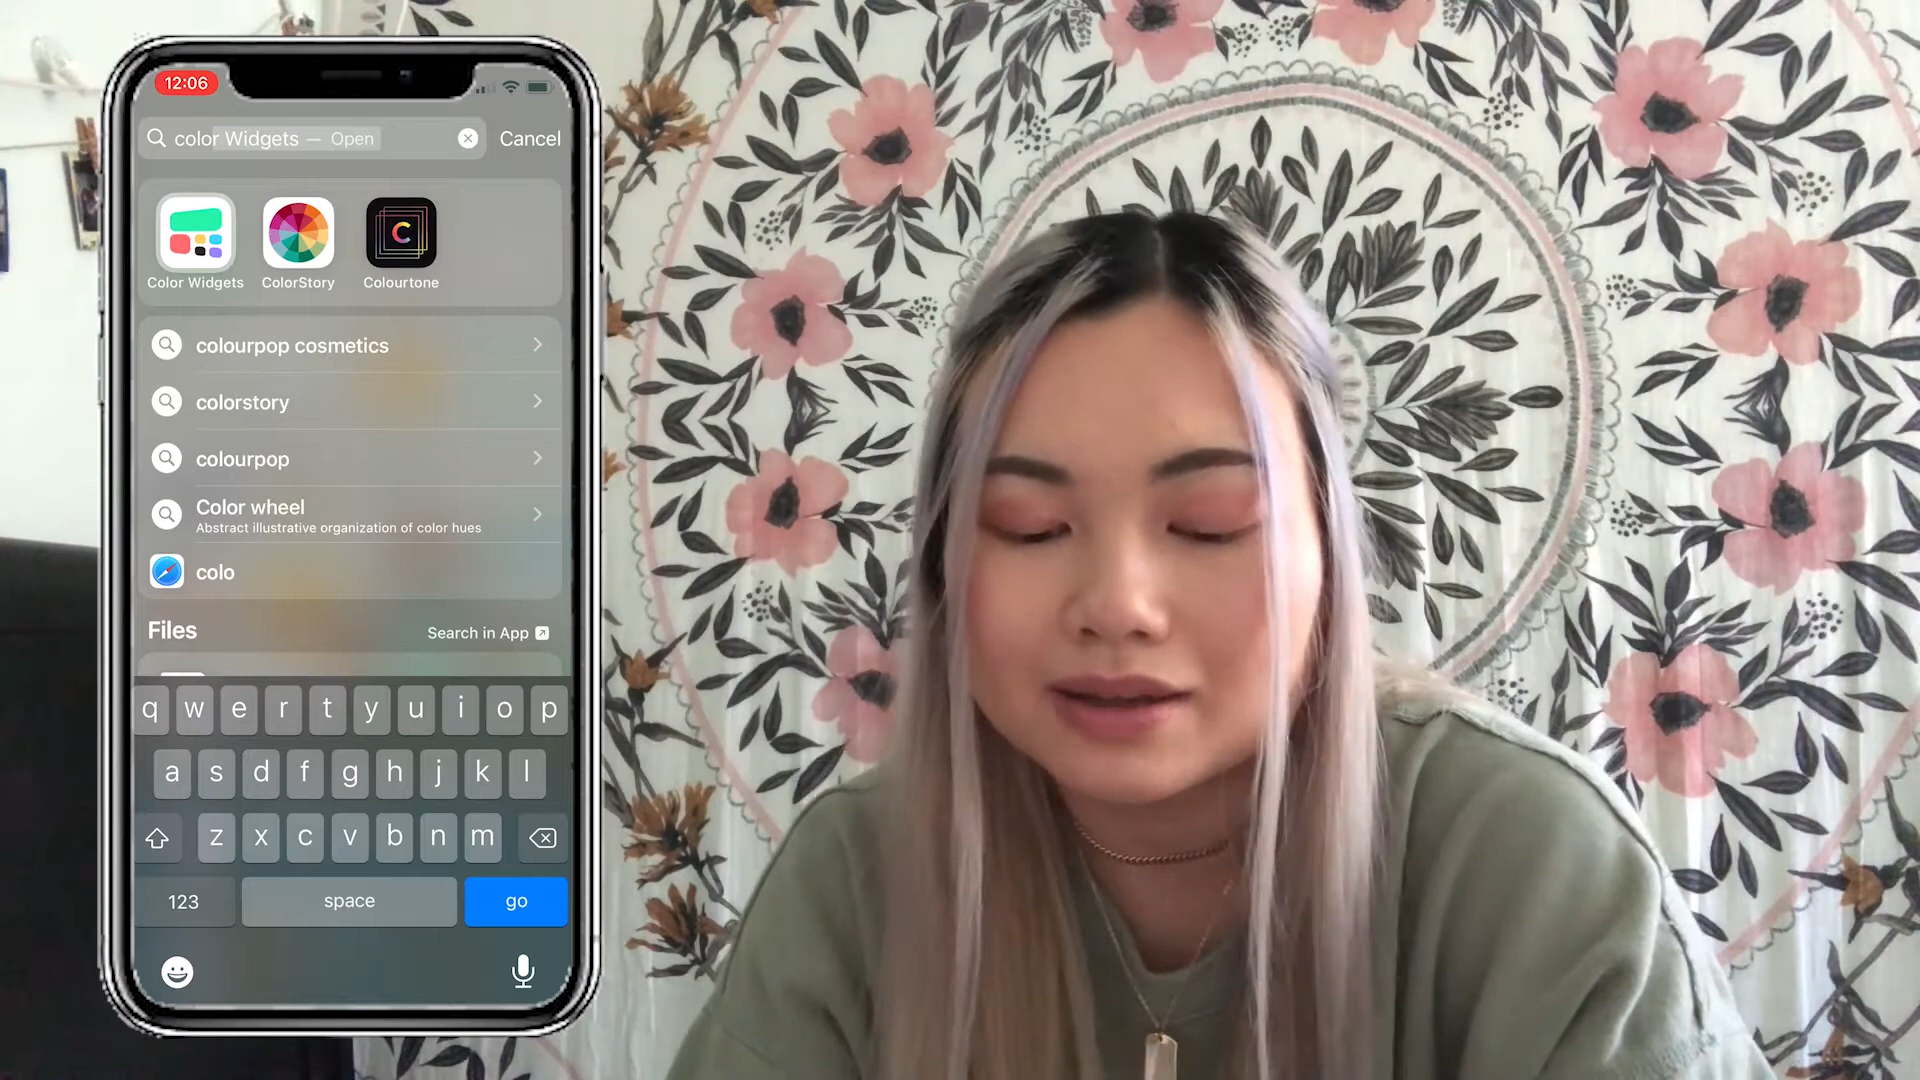 12:06
color Widgets — Open
Cancel
C
Color Widgets
ColorStory
Colourtone
colourpop cosmetics
colorstory
colourpop
Color wheel
Abstract illustrative organization of color hues
colo
Files
Search in App
q w e r t y u i o p
a s d f g h j k l
z x c v b n m
123
space
go